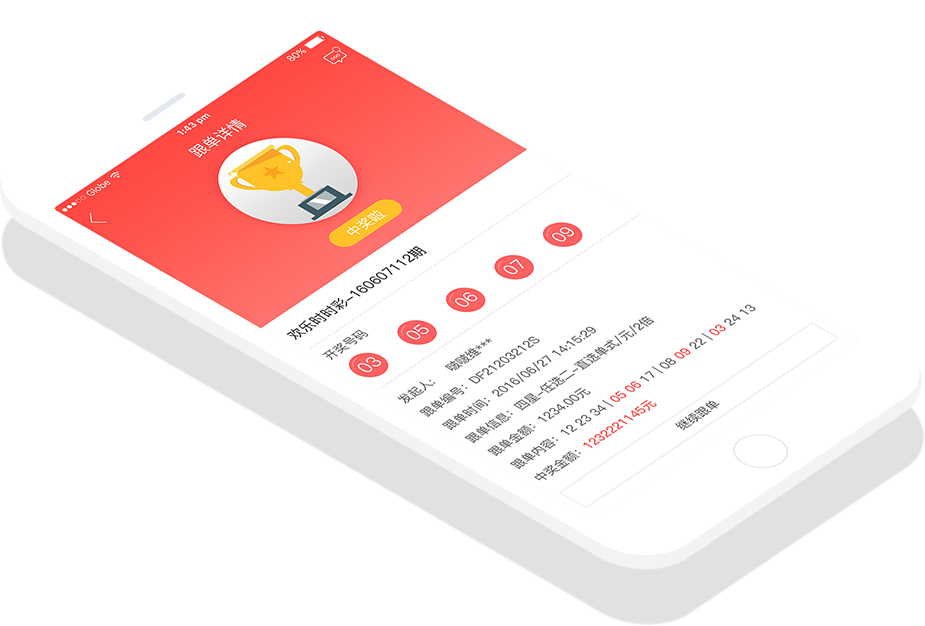 Globe 1:43 pm 80%
跟单详情
中奖啦
欢乐时时彩-160607112期
开奖号码
03 05 06 07 09
发起人: 啵啵维***
跟单编号: DF21203212S
跟单时间: 2016/06/27 14:15:29
跟单信息: 四星-任选二-直选单式/元/2倍
跟单金额: 1234.00元
跟单内容: 12 23 34 | 05 06 17 | 08 09 22 | 03 24 13
中奖金额: 1232221145元
继续跟单